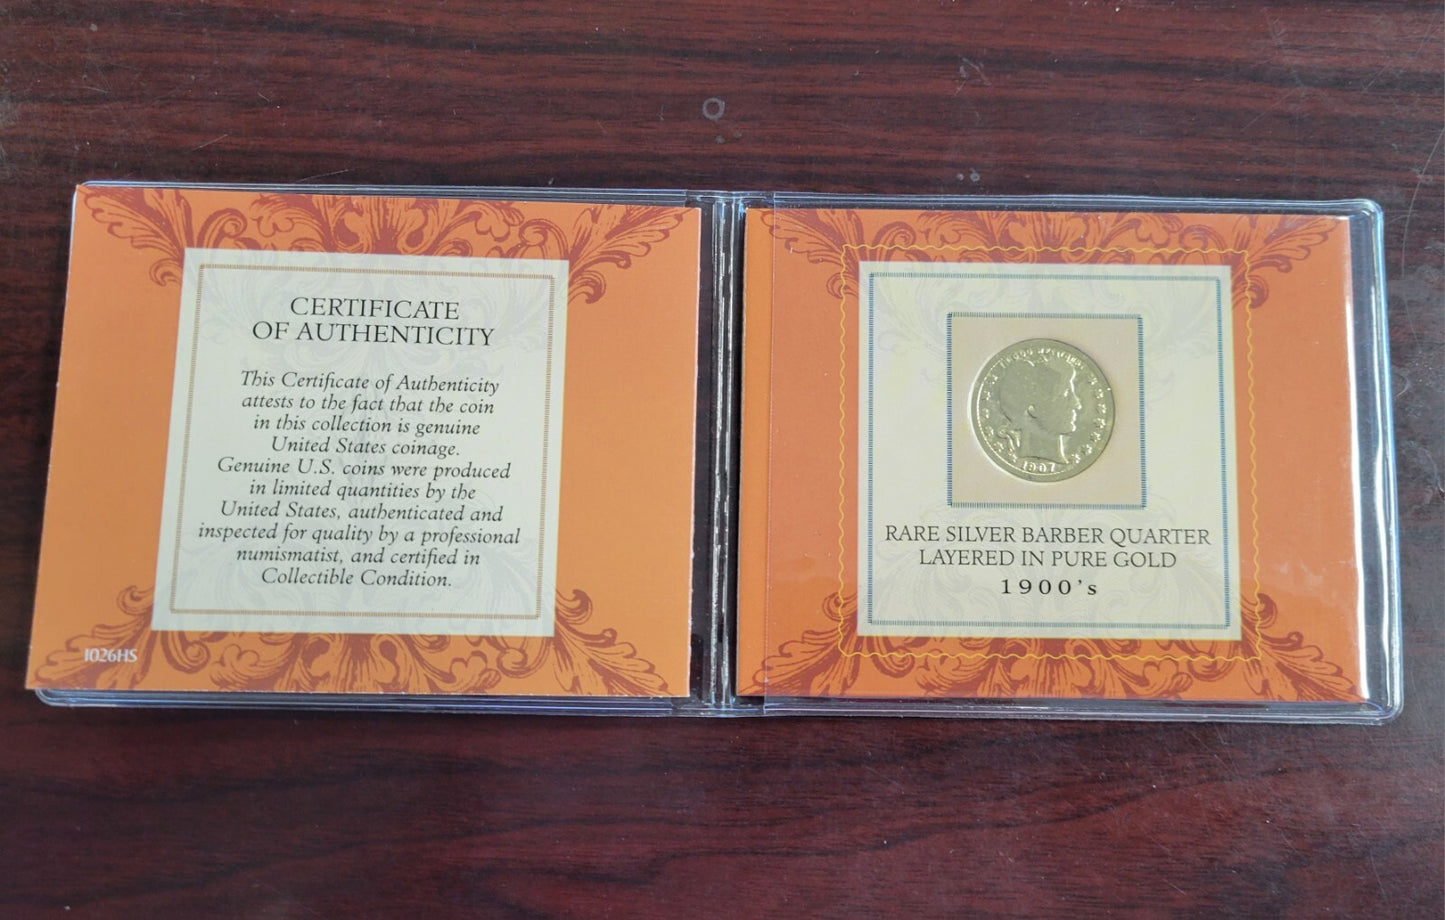 CERTIFICATE
OF AUTHENTICITY
This Certificate of Authenticity
attests to the fact that the coin
in this collection is genuine
United States coinage.
Genuine U.S. coins were produced
in limited quantities by the
United States, authenticated and
inspected for quality by a professional
numismatist, and certified in
Collectible Condition.
1026HS
1907
RARE SILVER BARBER QUARTER
LAYERED IN PURE GOLD
1900's